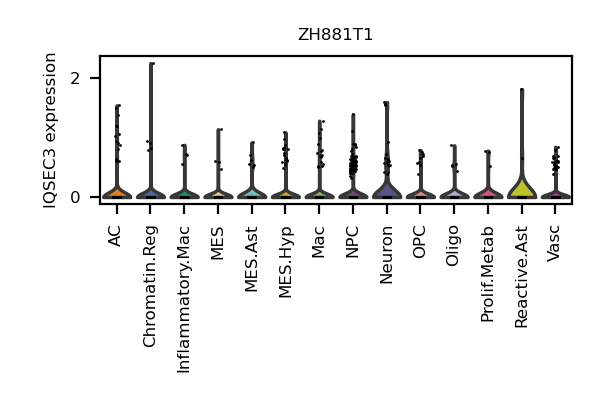 ZH881T1
IQSEC3 expression
2
0
AC
Chromatin.Reg
Inflammatory.Mac
MES
MES.Ast
MES.Hyp
Mac
NPC
Neuron
OPC
Oligo
Prolif.Metab
Reactive.Ast
Vasc